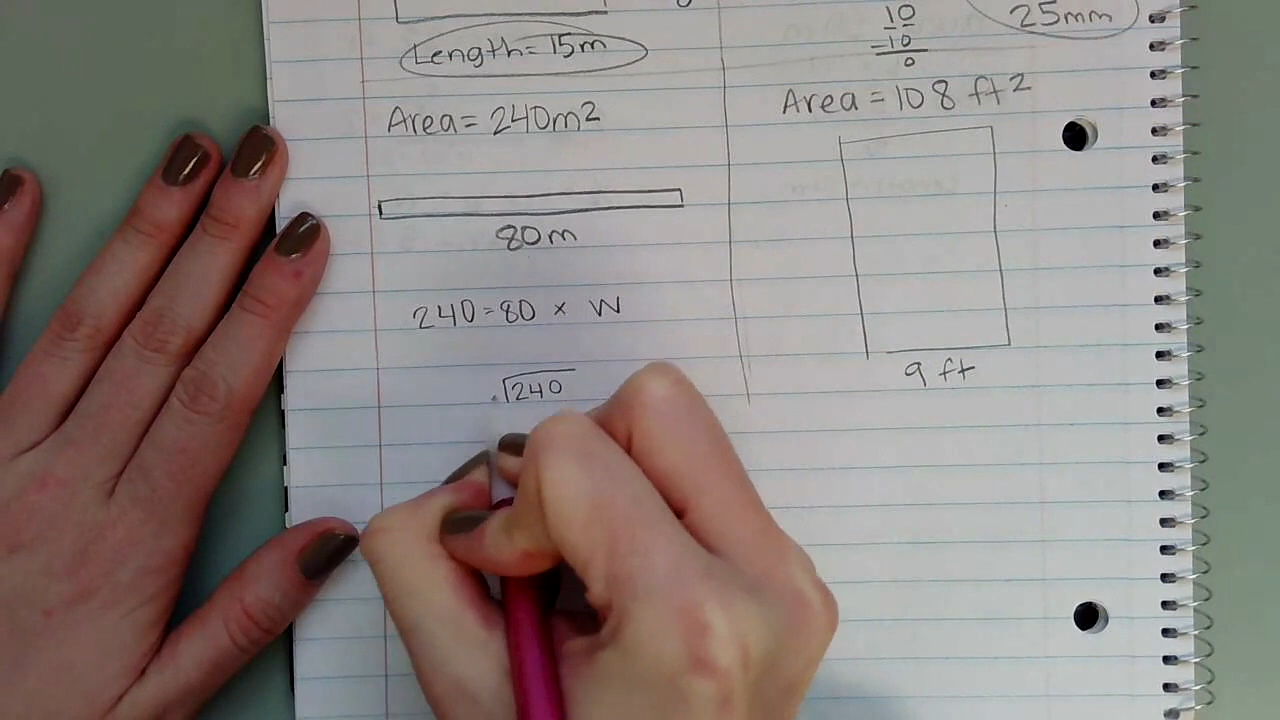 Length=15m
Area=240m2
80m
240=80 x W
240
10
-10
0
25mm
Area=108 ft2
9 ft